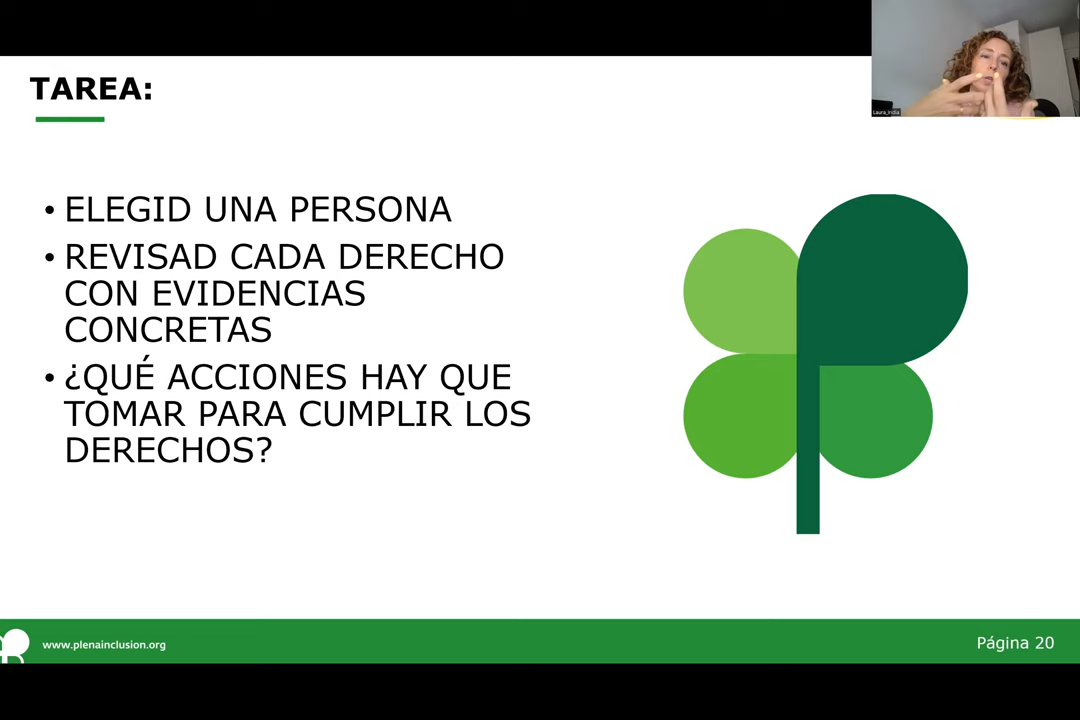 TAREA:
• ELEGID UNA PERSONA
• REVISAD CADA DERECHO
CON EVIDENCIAS
CONCRETAS
• ¿QUÉ ACCIONES HAY QUE
TOMAR PARA CUMPLIR LOS
DERECHOS?
www.plenainclusion.org
Página 20